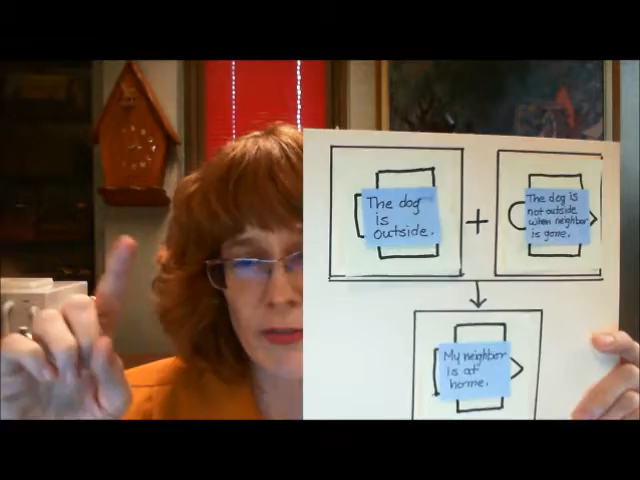 The dog
is
outside.
+
The dog is
not outside
when neighbor
is gone.
My neighbor
is at
home.